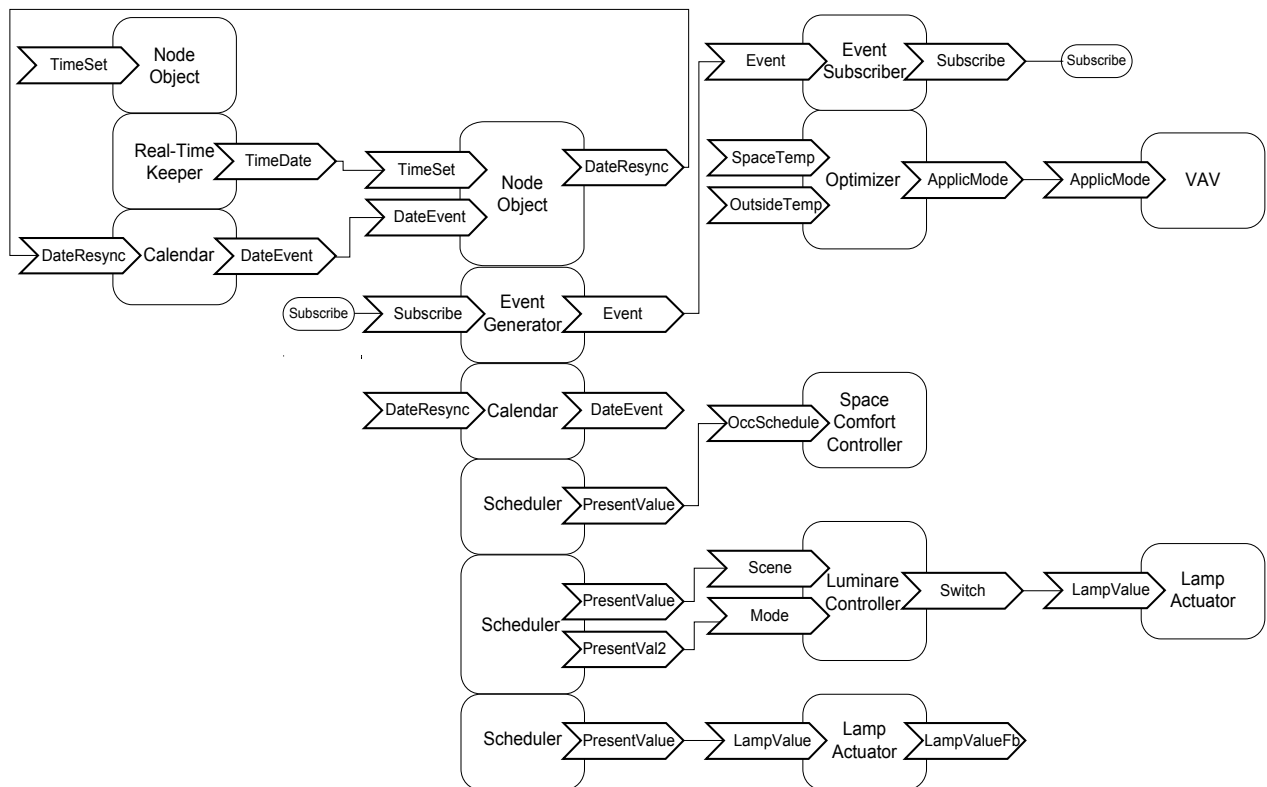 TimeSet
Node
Object
Real-Time
Keeper
TimeDate
DateResync
Calendar
DateEvent
TimeSet
DateEvent
Node
Object
DateResync
Subscribe
Subscribe
Event
Generator
Event
DateResync
Calendar
DateEvent
Scheduler
PresentValue
Scheduler
PresentValue
PresentVal2
Scheduler
PresentValue
Event
Event
Subscriber
Subscribe
Subscribe
SpaceTemp
OutsideTemp
Optimizer
ApplicMode
ApplicMode
VAV
OccSchedule
Space
Comfort
Controller
Scene
Mode
Luminare
Controller
Switch
LampValue
Lamp
Actuator
LampValue
Lamp
Actuator
LampValueFb